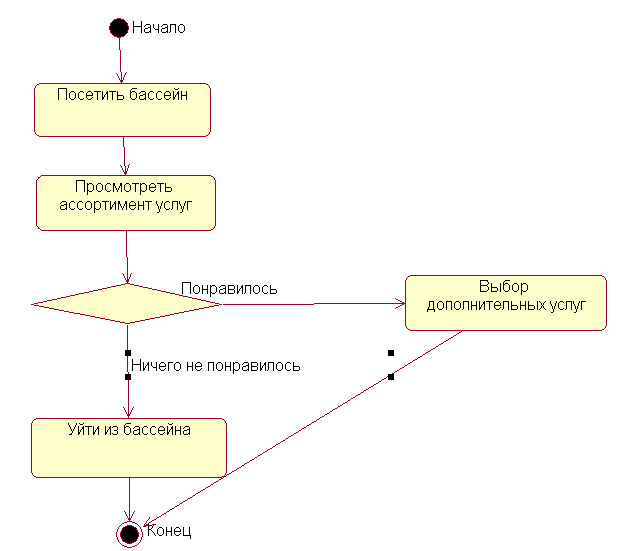 Начало
Посетить бассейн
Просмотреть
ассортимент услуг
Понравилось
Выбор
дополнительных услуг
Ничего не понравилось
Уйти из бассейна
Конец